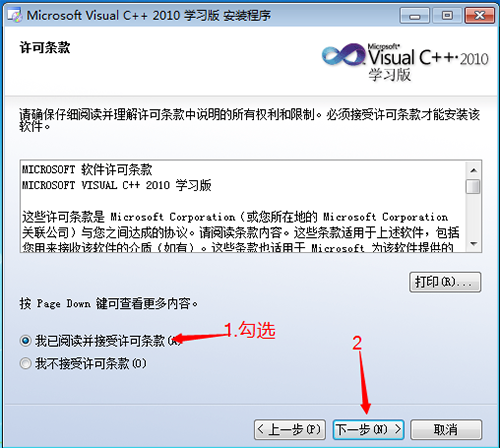 Microsoft Visual C++ 2010 学习版 安装程序
许可条款
Microsoft®
Visual C++® 2010
学习版
请确保仔细阅读并理解许可条款中说明的所有权利和限制。必须接受许可条款才能安装该
软件。
MICROSOFT 软件许可条款
MICROSOFT VISUAL C++ 2010 学习版
这些许可条款是 Microsoft Corporation（或您所在地的 Microsoft Corporation
关联公司）与您之间达成的协议。请阅读条款内容。这些条款适用于上述软件，包括
您用来接收该软件的介质（如有）。这些条款也适用于 Microsoft 为该软件提供的
打印(R)...
按 Page Down 键可查看更多内容。
我已阅读并接受许可条款(A)
1.勾选
我不接受许可条款(O)
2
< 上一步(P)
下一步(N) >
取消